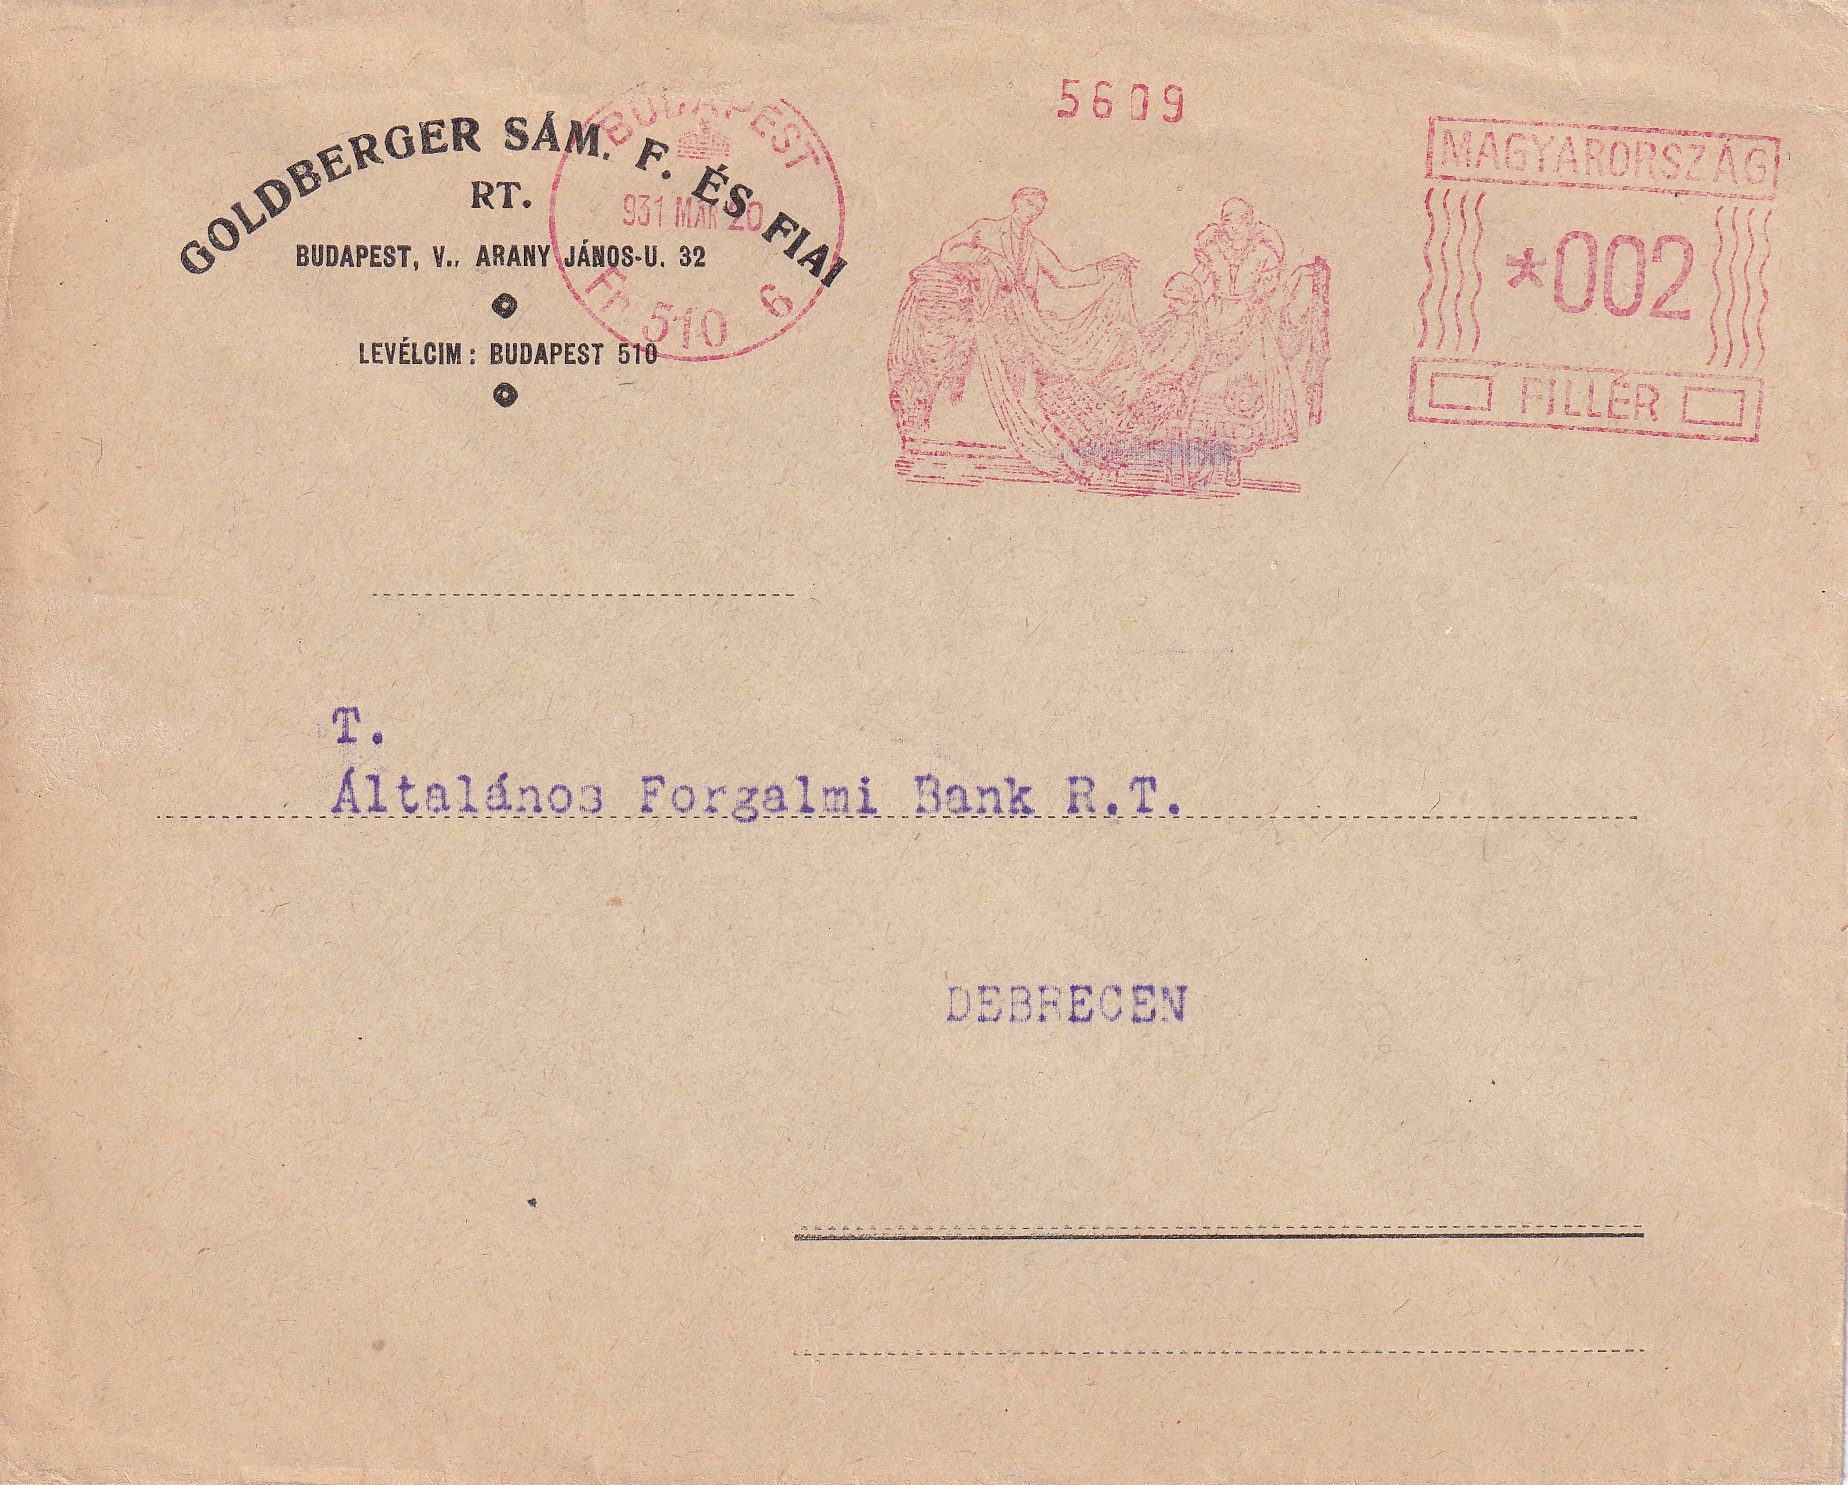 GOLDBERGER SÁM. F. ÉS FIAI
RT.
BUDAPEST, V., ARANY JÁNOS-U. 32
LEVÉLCIM: BUDAPEST 510
BUDAPEST
931 MAR 20
Fr. 510 6
5609
MAGYARORSZÁG
*002
FILLÉR
T.
Általános Forgalmi Bank R.T.
DEBRECEN